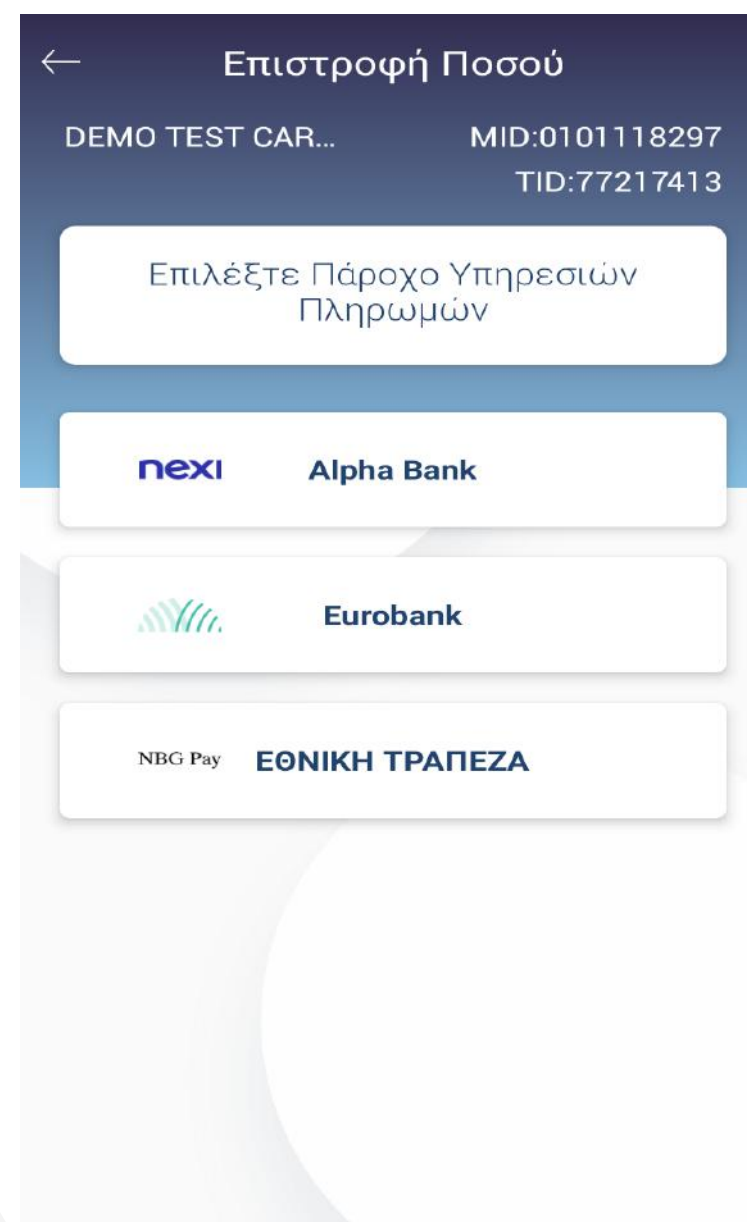 Επιστροφή Ποσού
DEMO TEST CAR... MID:0101118297
TID:77217413
Επιλέξτε Πάροχο Υπηρεσιών
Πληρωμών
nexi Alpha Bank
Eurobank
NBG Pay ΕΘΝΙΚΗ ΤΡΑΠΕΖΑ